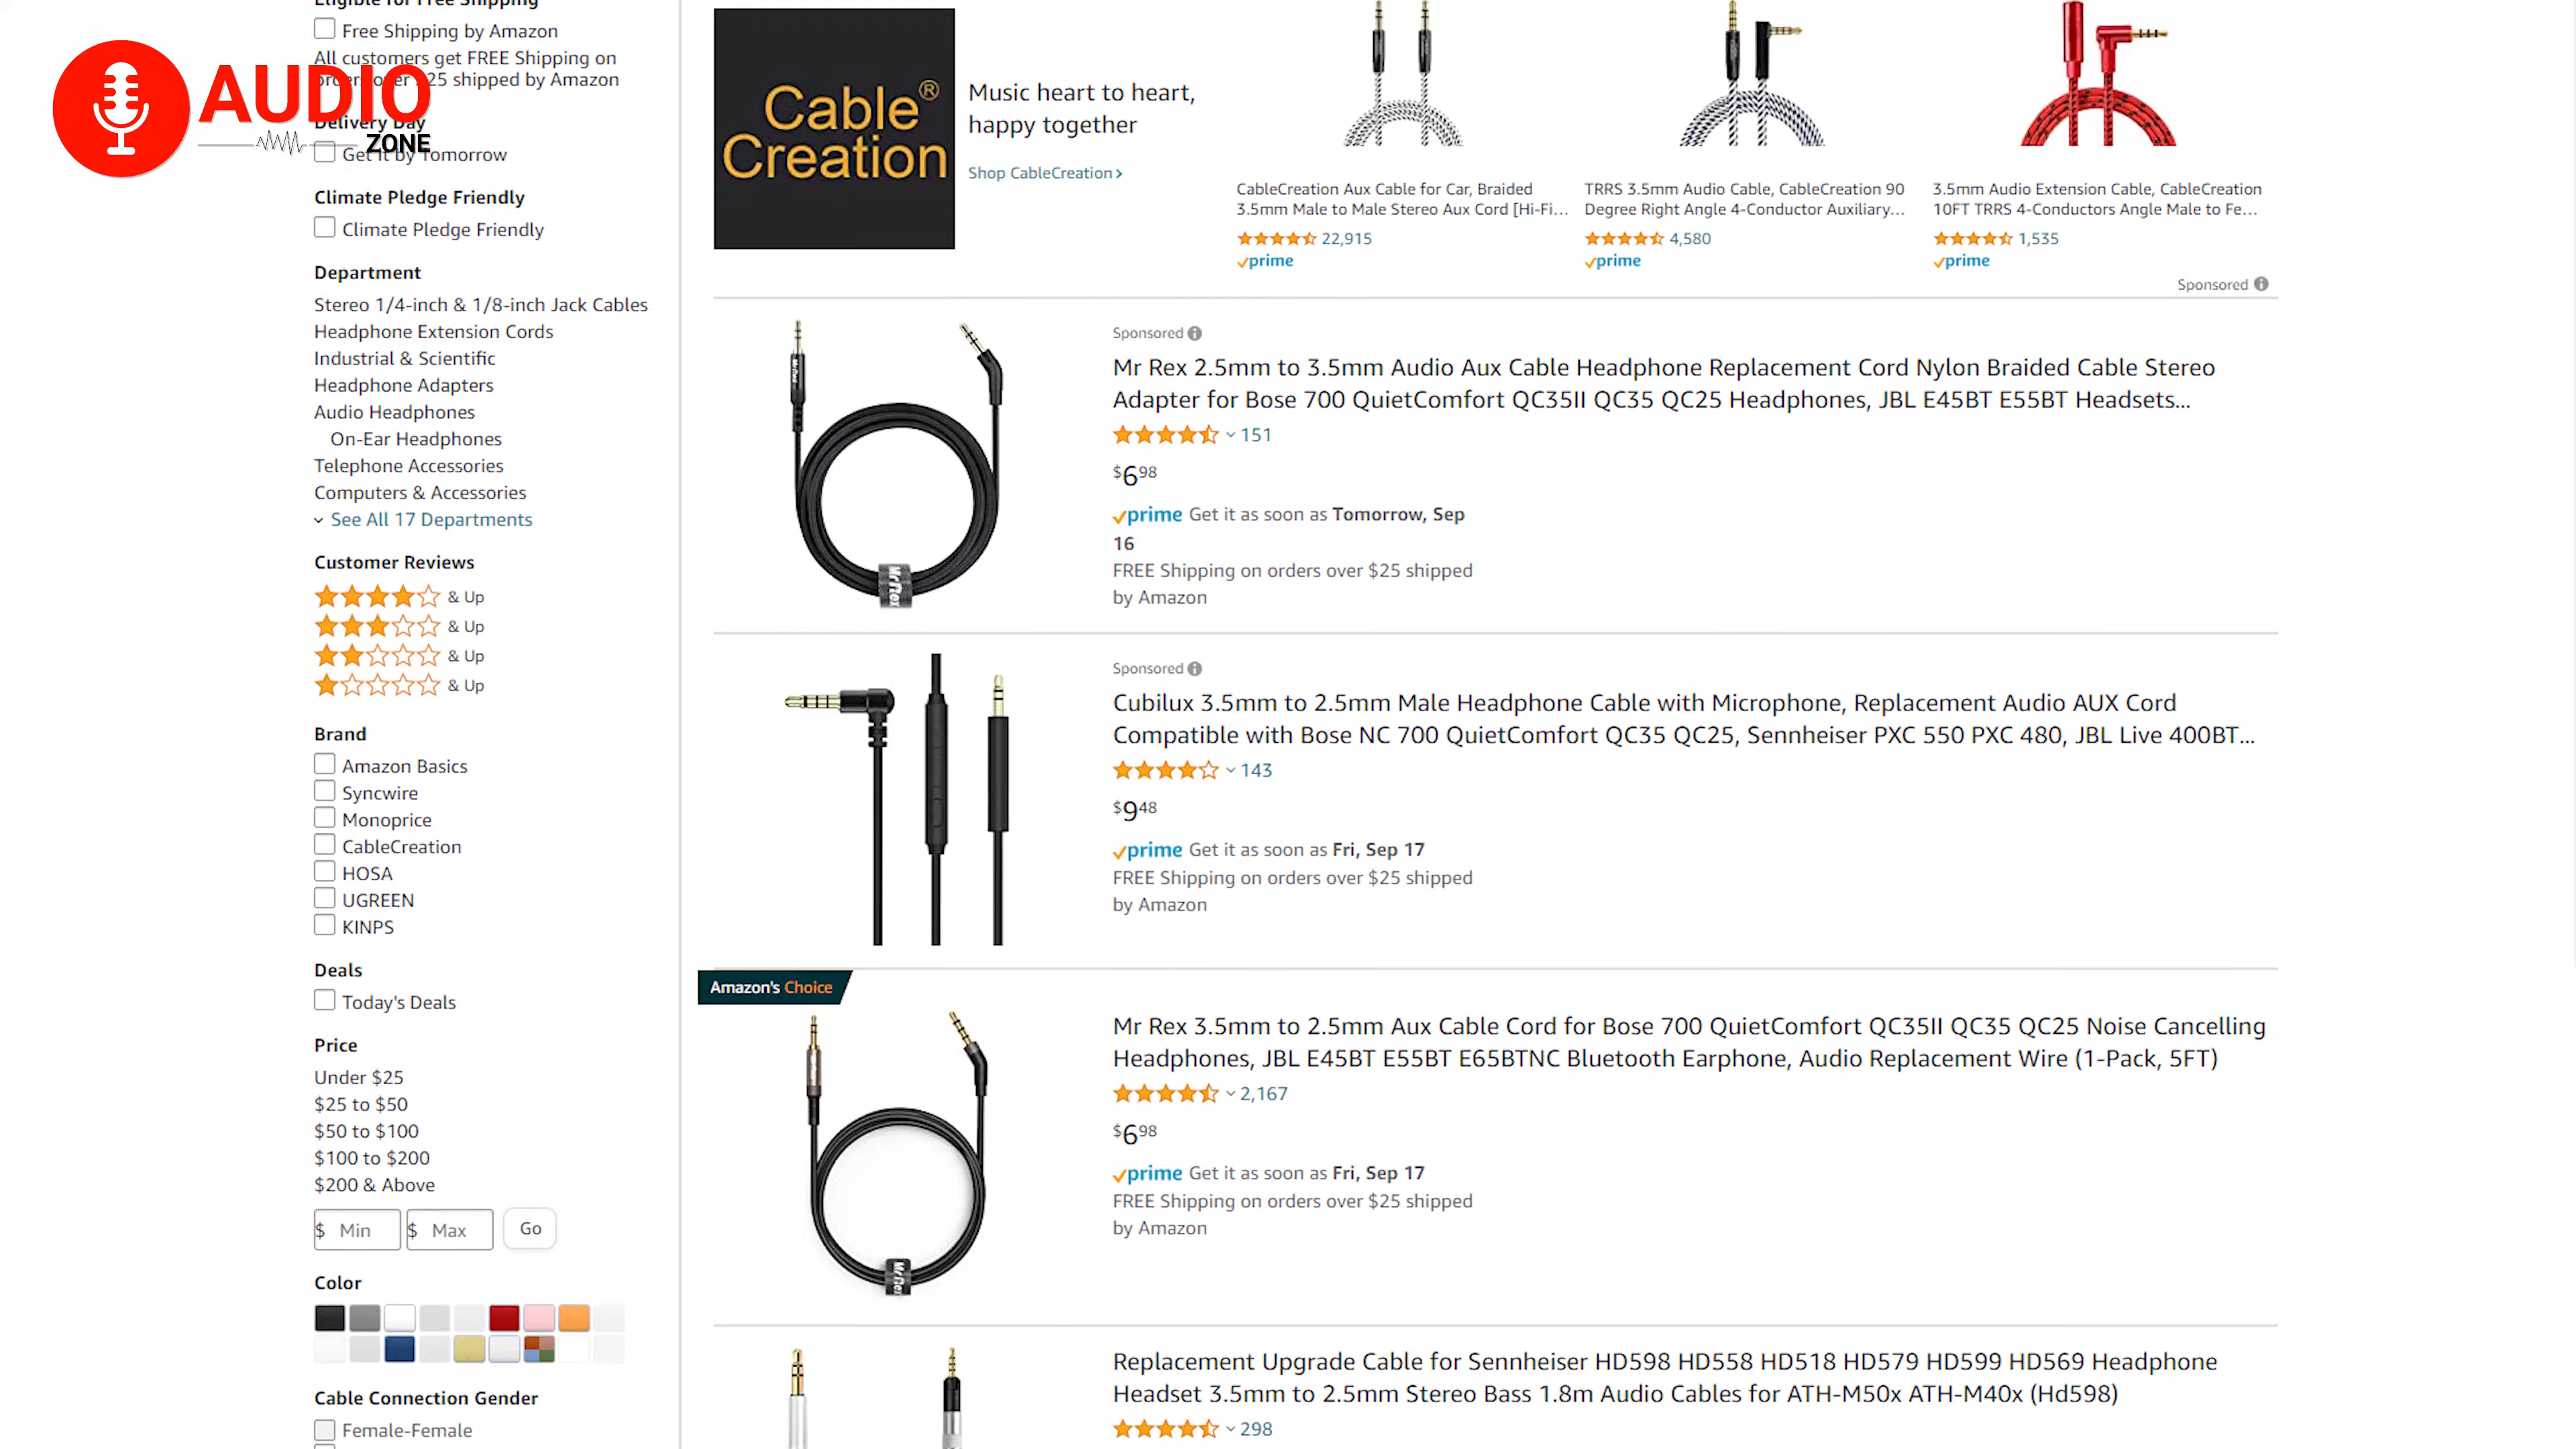 Eligible for Free Shipping
Free Shipping by Amazon
All customers get FREE Shipping on
25 shipped by Amazon
AUDIO
ZONE
Delivery Day
Get It by Tomorrow
Climate Pledge Friendly
Climate Pledge Friendly
Department
Stereo 1/4-inch & 1/8-inch Jack Cables
Headphone Extension Cords
Industrial & Scientific
Headphone Adapters
Audio Headphones
On-Ear Headphones
Telephone Accessories
Computers & Accessories
See All 17 Departments
Customer Reviews
& Up
& Up
& Up
& Up
Brand
Amazon Basics
Syncwire
Monoprice
CableCreation
HOSA
UGREEN
KINPS
Deals
Today's Deals
Price
Under $25
$25 to $50
$50 to $100
$100 to $200
$200 & Above
$ Min $ Max Go
Color
Cable Connection Gender
Female-Female
Cable®
Creation
Music heart to heart,
happy together
Shop CableCreation ›
CableCreation Aux Cable for Car, Braided
3.5mm Male to Male Stereo Aux Cord [Hi-Fi...
22,915
prime
TRRS 3.5mm Audio Cable, CableCreation 90
Degree Right Angle 4-Conductor Auxiliary...
4,580
prime
3.5mm Audio Extension Cable, CableCreation
10FT TRRS 4-Conductors Angle Male to Fe...
1,535
prime
Sponsored
Sponsored
Mr Rex 2.5mm to 3.5mm Audio Aux Cable Headphone Replacement Cord Nylon Braided Cable Stereo
Adapter for Bose 700 QuietComfort QC35II QC35 QC25 Headphones, JBL E45BT E55BT Headsets...
151
$6 98
prime Get it as soon as Tomorrow, Sep
16
FREE Shipping on orders over $25 shipped
by Amazon
Sponsored
Cubilux 3.5mm to 2.5mm Male Headphone Cable with Microphone, Replacement Audio AUX Cord
Compatible with Bose NC 700 QuietComfort QC35 QC25, Sennheiser PXC 550 PXC 480, JBL Live 400BT...
143
$9 48
prime Get it as soon as Fri, Sep 17
FREE Shipping on orders over $25 shipped
by Amazon
Amazon's Choice
Mr Rex 3.5mm to 2.5mm Aux Cable Cord for Bose 700 QuietComfort QC35II QC35 QC25 Noise Cancelling
Headphones, JBL E45BT E55BT E65BTNC Bluetooth Earphone, Audio Replacement Wire (1-Pack, 5FT)
2,167
$6 98
prime Get it as soon as Fri, Sep 17
FREE Shipping on orders over $25 shipped
by Amazon
Replacement Upgrade Cable for Sennheiser HD598 HD558 HD518 HD579 HD599 HD569 Headphone
Headset 3.5mm to 2.5mm Stereo Bass 1.8m Audio Cables for ATH-M50x ATH-M40x (Hd598)
298